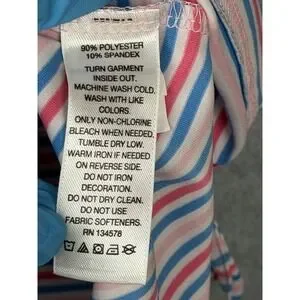 90% POLYESTER
10% SPANDEX
TURN GARMENT
INSIDE OUT.
MACHINE WASH COLD.
WASH WITH LIKE
COLORS.
ONLY NON-CHLORINE
BLEACH WHEN NEEDED.
TUMBLE DRY LOW.
WARM IRON IF NEEDED
ON REVERSE SIDE.
DO NOT IRON
DECORATION.
DO NOT DRY CLEAN.
DO NOT USE
FABRIC SOFTENERS.
RN 134578